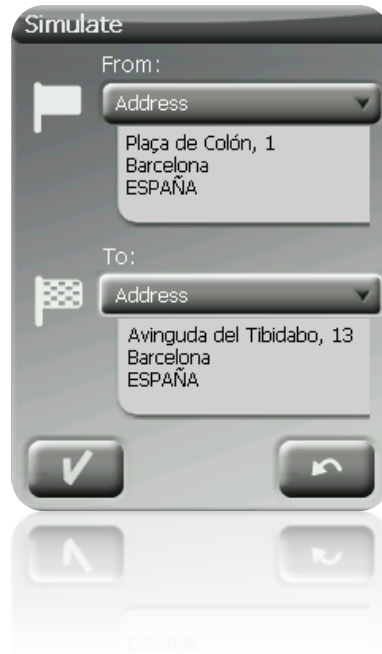 Simulate
From:
Address
Plaça de Colón, 1
Barcelona
ESPAÑA
To:
Address
Avinguda del Tibidabo, 13
Barcelona
ESPAÑA